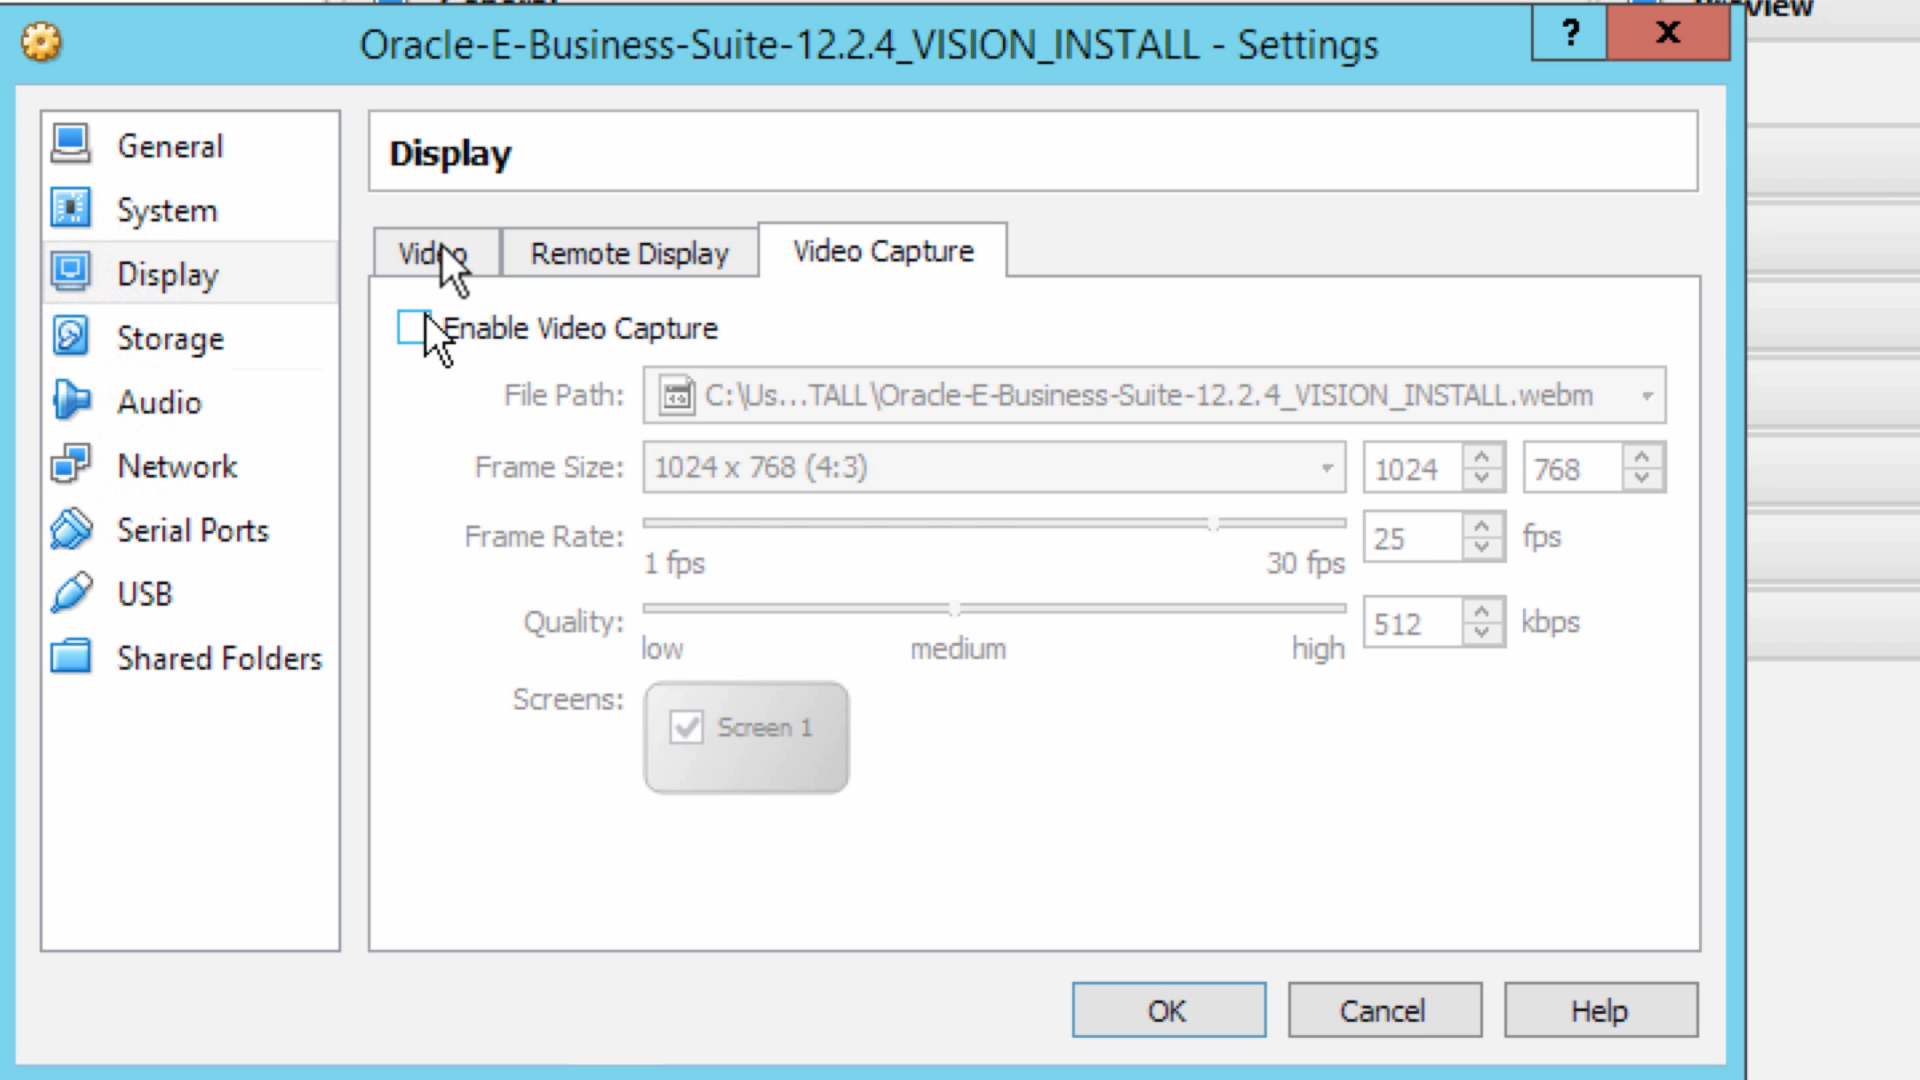 Oracle-E-Business-Suite-12.2.4_VISION_INSTALL - Settings
?
X
General
System
Display
Storage
Audio
Network
Serial Ports
USB
Shared Folders
Display
Video
Remote Display
Video Capture
Enable Video Capture
File Path:
C:\Us...TALL\Oracle-E-Business-Suite-12.2.4_VISION_INSTALL.webm
Frame Size:
1024 x 768 (4:3)
1024
768
Frame Rate:
1 fps
30 fps
25
fps
Quality:
low
medium
high
512
kbps
Screens:
Screen 1
OK
Cancel
Help